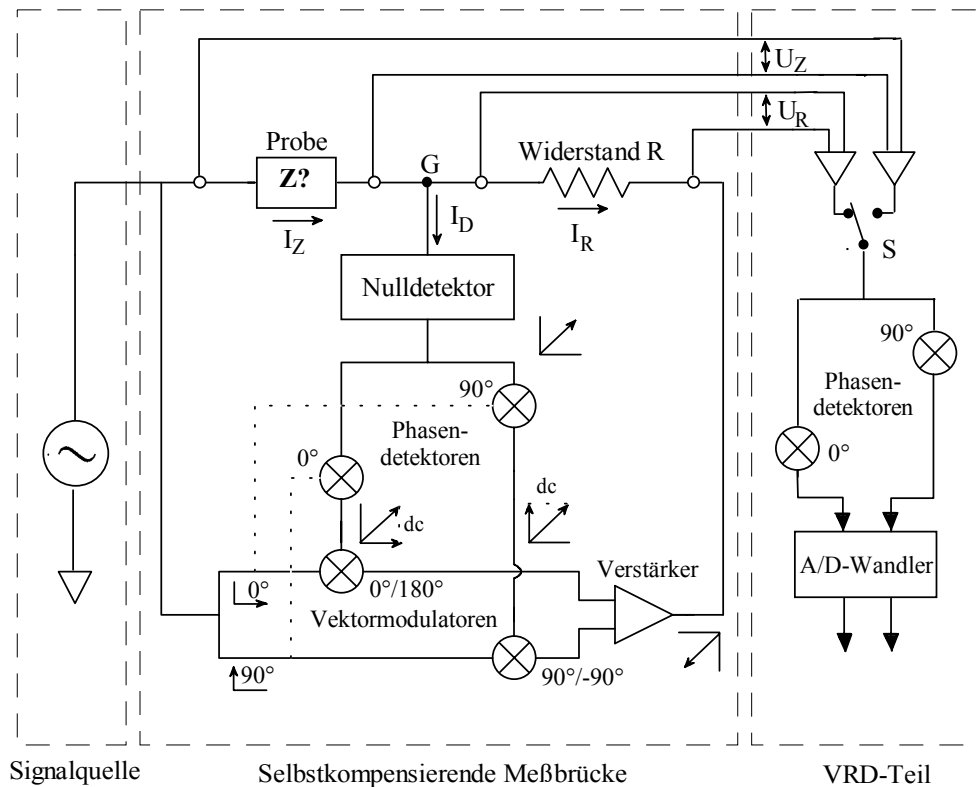 U_Z
U_R
Probe
Z?
I_Z
G
I_D
Widerstand R
I_R
S
Nulldetektor
90°
Phasen-
detektoren
0°
dc
dc
0°/180°
0°
Vektormodulatoren
90°
90°/-90°
Verstärker
90°
Phasen-
detektoren
0°
A/D-Wandler
Signalquelle
Selbstkompensierende Meßbrücke
VRD-Teil